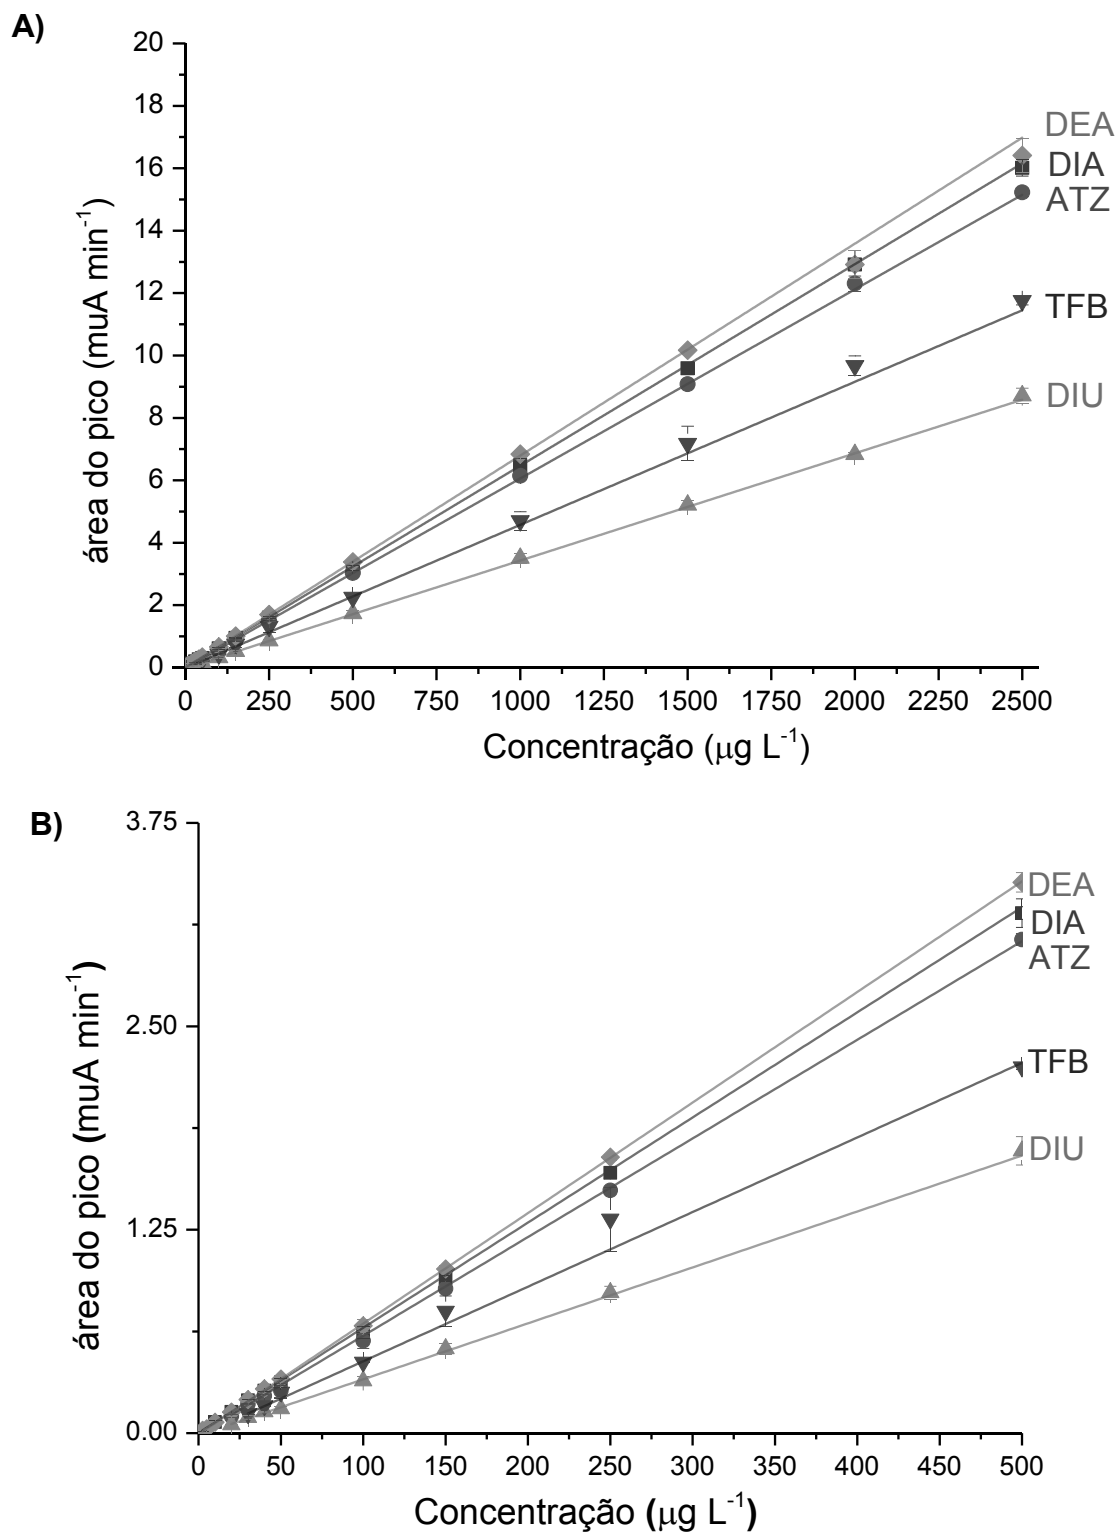 A)
20
18
16
14
12
10
8
6
4
2
0
área do pico (muA min⁻¹)
DEA
DIA
ATZ
TFB
DIU
0 250 500 750 1000 1250 1500 1750 2000 2250 2500
Concentração (μg L⁻¹)
B)
3.75
2.50
1.25
0.00
área do pico (muA min⁻¹)
DEA
DIA
ATZ
TFB
DIU
0 50 100 150 200 250 300 350 400 450 500
Concentração (μg L⁻¹)